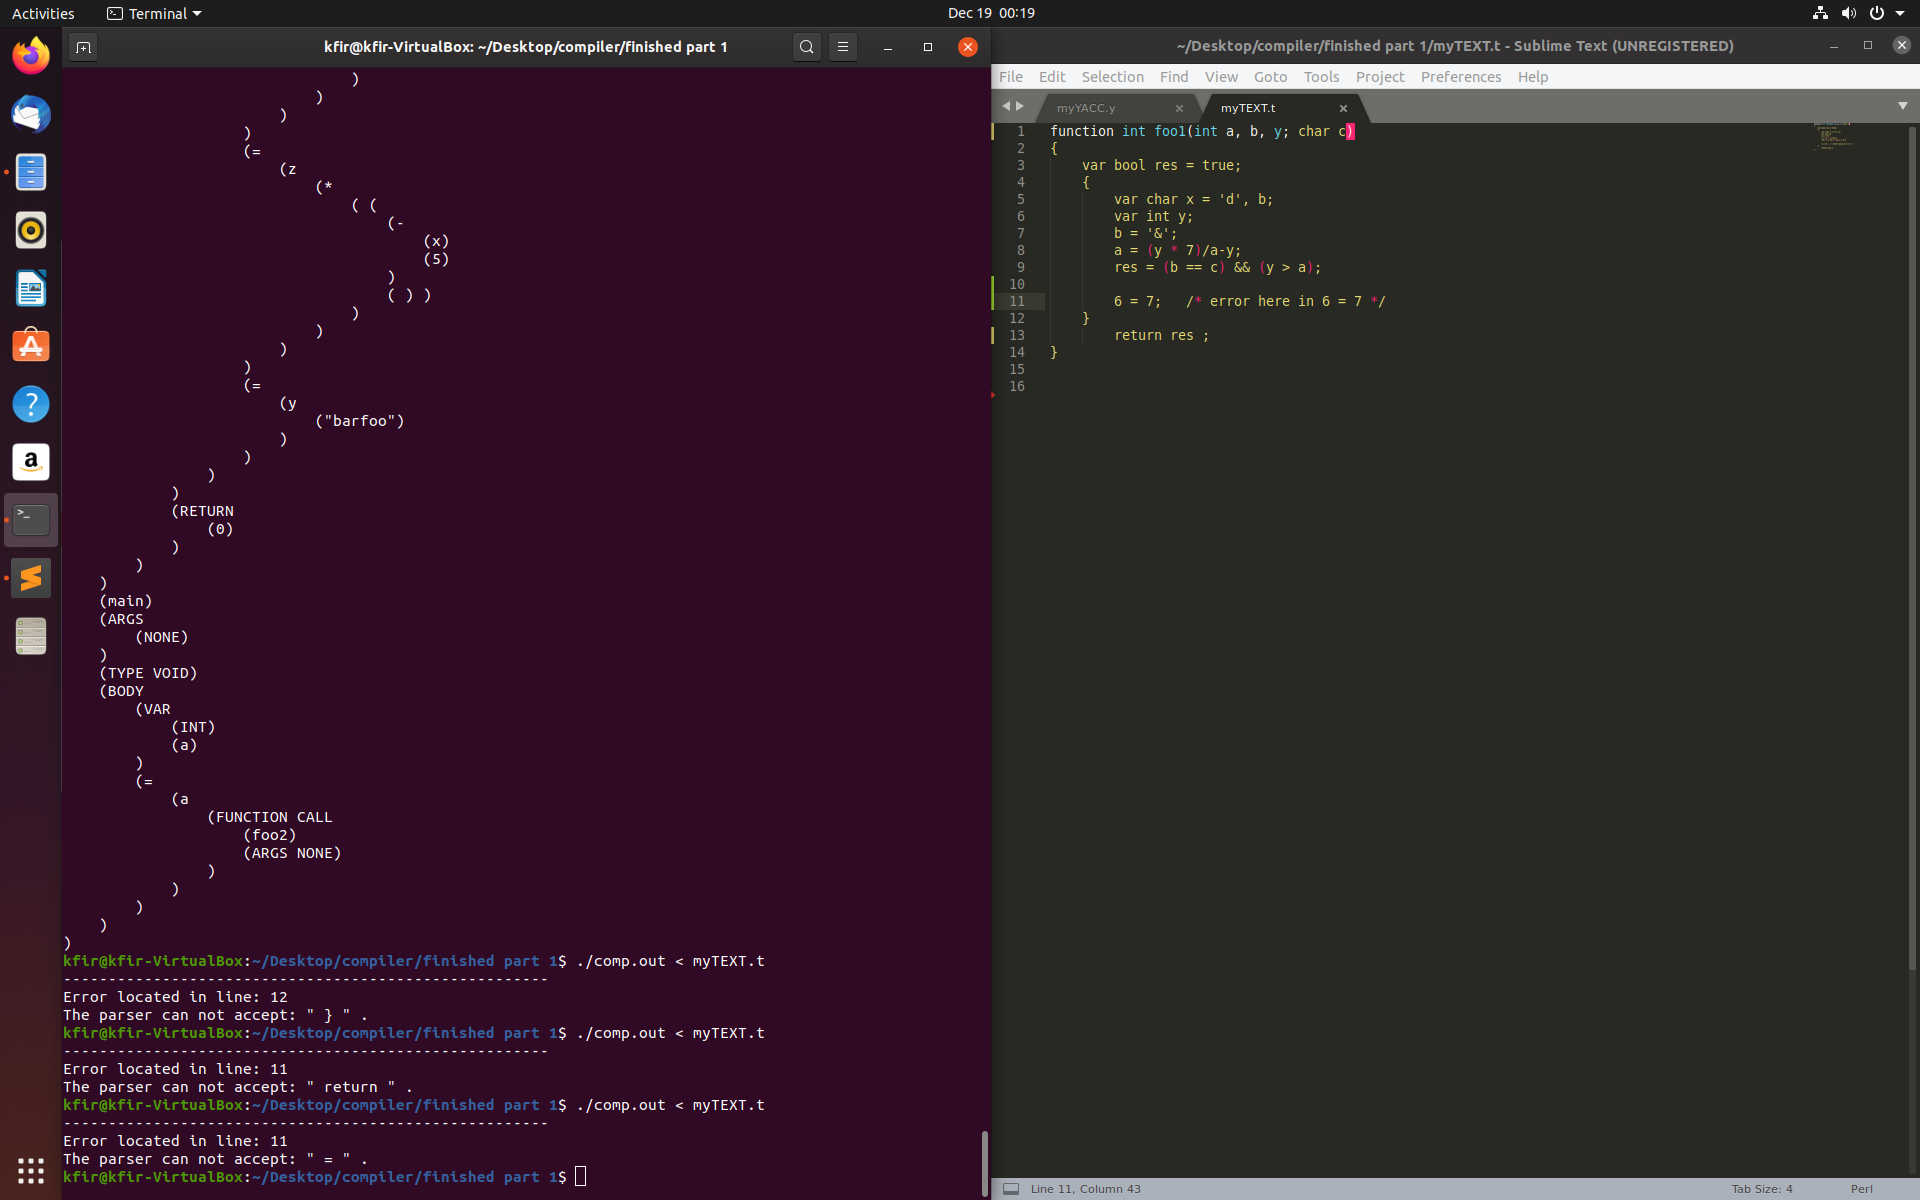 Activities
Terminal
Dec 19 00:19
kfir@kfir-VirtualBox: ~/Desktop/compiler/finished part 1
)
)
)
)
(=
(z
(*
( (
(-
(x)
(5)
)
( ) )
)
)
)
)
(=
(y
("barfoo")
)
)
)
)
(RETURN
(0)
)
)
)
(main)
(ARGS
(NONE)
)
(TYPE VOID)
(BODY
(VAR
(INT)
(a)
)
(=
(a
(FUNCTION CALL
(foo2)
(ARGS NONE)
)
)
)
)
)
kfir@kfir-VirtualBox:~/Desktop/compiler/finished part 1$ ./comp.out < myTEXT.t
------------------------------------------------------
Error located in line: 12
The parser can not accept: " } " .
kfir@kfir-VirtualBox:~/Desktop/compiler/finished part 1$ ./comp.out < myTEXT.t
------------------------------------------------------
Error located in line: 11
The parser can not accept: " return " .
kfir@kfir-VirtualBox:~/Desktop/compiler/finished part 1$ ./comp.out < myTEXT.t
------------------------------------------------------
Error located in line: 11
The parser can not accept: " = " .
kfir@kfir-VirtualBox:~/Desktop/compiler/finished part 1$
~/Desktop/compiler/finished part 1/myTEXT.t - Sublime Text (UNREGISTERED)
File Edit Selection Find View Goto Tools Project Preferences Help
myYACC.y
myTEXT.t
1 function int foo1(int a, b, y; char c)
2 {
3 var bool res = true;
4 {
5 var char x = 'd', b;
6 var int y;
7 b = '&';
8 a = (y * 7)/a-y;
9 res = (b == c) && (y > a);
10
11 6 = 7; /* error here in 6 = 7 */
12 }
13 return res ;
14 }
15
16
Line 11, Column 43
Tab Size: 4
Perl